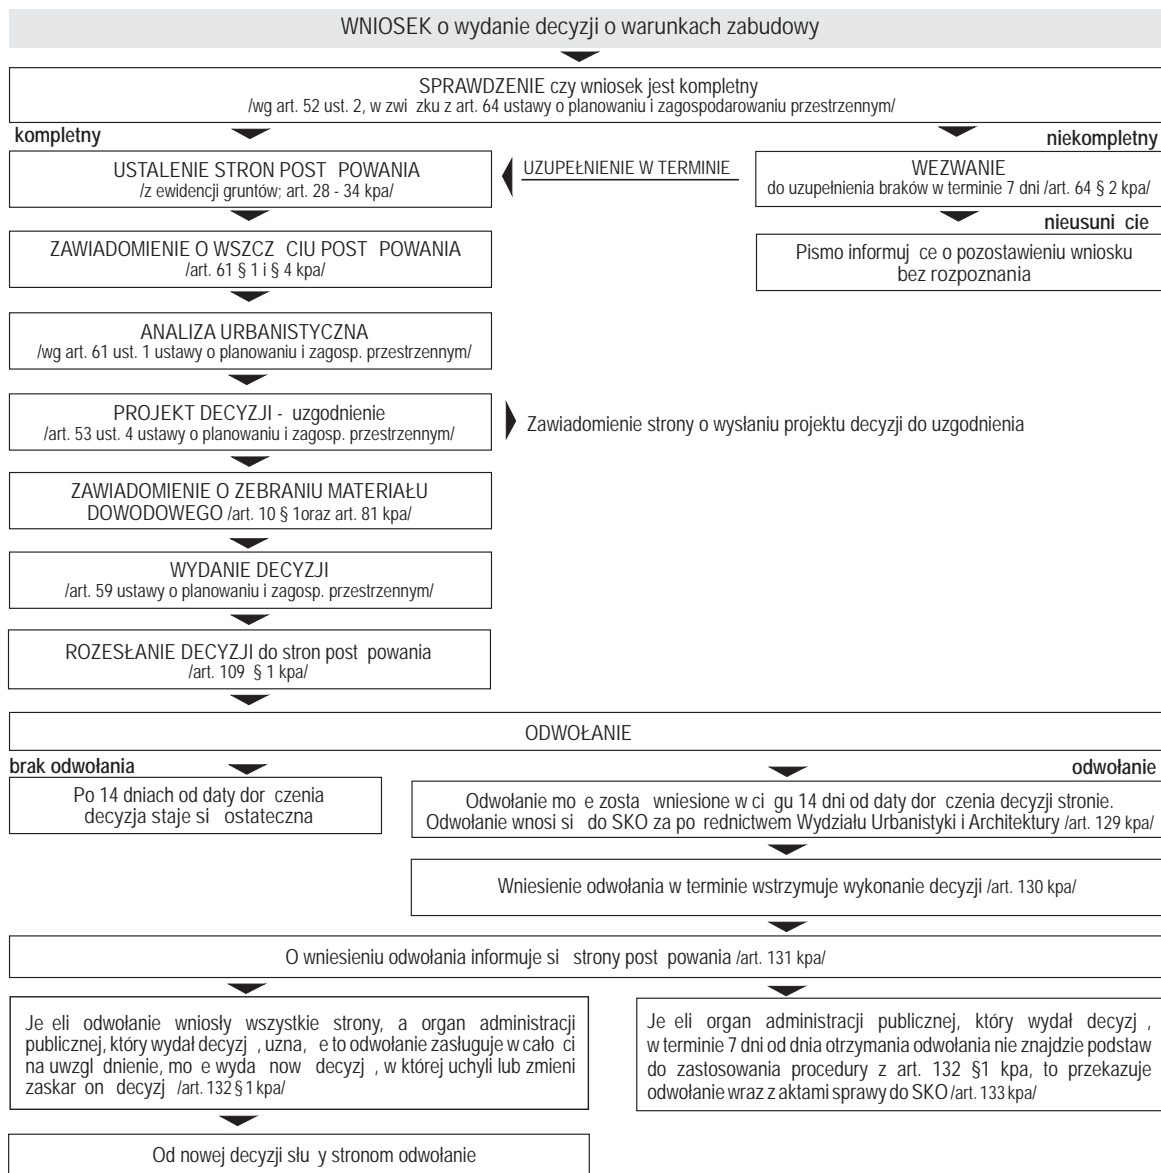 WNIOSEK o wydanie decyzji o warunkach zabudowy
SPRAWDZENIE czy wniosek jest kompletny
/wg art. 52 ust. 2, w zwi zku z art. 64 ustawy o planowaniu i zagospodarowaniu przestrzennym/
kompletny
niekompletny
USTALENIE STRON POST POWANIA
/z ewidencji gruntów; art. 28 - 34 kpa/
UZUPEŁNIENIE W TERMINIE
WEZWANIE
do uzupełnienia braków w terminie 7 dni /art. 64 § 2 kpa/
nieusuni cie
ZAWIADOMIENIE O WSZCZ CIU POST POWANIA
/art. 61 § 1 i § 4 kpa/
Pismo informuj ce o pozostawieniu wniosku
bez rozpoznania
ANALIZA URBANISTYCZNA
/wg art. 61 ust. 1 ustawy o planowaniu i zagosp. przestrzennym/
PROJEKT DECYZJI - uzgodnienie
/art. 53 ust. 4 ustawy o planowaniu i zagosp. przestrzennym/
Zawiadomienie strony o wysłaniu projektu decyzji do uzgodnienia
ZAWIADOMIENIE O ZEBRANIU MATERIAŁU
DOWODOWEGO /art. 10 § 1oraz art. 81 kpa/
WYDANIE DECYZJI
/art. 59 ustawy o planowaniu i zagosp. przestrzennym/
ROZESŁANIE DECYZJI do stron post powania
/art. 109 § 1 kpa/
ODWOŁANIE
brak odwołania
odwołanie
Po 14 dniach od daty dor czenia
decyzja staje si ostateczna
Odwołanie mo e zosta wniesione w ci gu 14 dni od daty dor czenia decyzji stronie.
Odwołanie wnosi si do SKO za po rednictwem Wydziału Urbanistyki i Architektury /art. 129 kpa/
Wniesienie odwołania w terminie wstrzymuje wykonanie decyzji /art. 130 kpa/
O wniesieniu odwołania informuje si strony post powania /art. 131 kpa/
Je eli odwołanie wniosły wszystkie strony, a organ administracji
publicznej, który wydał decyzj , uzna, e to odwołanie zasługuje w cało ci
na uwzgl dnienie, mo e wyda now decyzj , w której uchyli lub zmieni
zaskar on decyzj /art. 132 § 1 kpa/
Je eli organ administracji publicznej, który wydał decyzj ,
w terminie 7 dni od dnia otrzymania odwołania nie znajdzie podstaw
do zastosowania procedury z art. 132 §1 kpa, to przekazuje
odwołanie wraz z aktami sprawy do SKO /art. 133 kpa/
Od nowej decyzji słu y stronom odwołanie